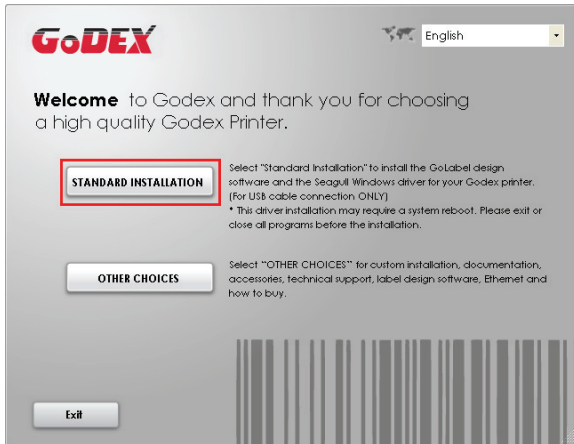 GoDEX
English
Welcome to Godex and thank you for choosing
a high quality Godex Printer.
STANDARD INSTALLATION
Select "Standard Installation" to install the GoLabel design
software and the Seagull Windows driver for your Godex printer.
(For USB cable connection ONLY)
* This driver installation may require a system reboot. Please exit or
close all programs before the installation.
OTHER CHOICES
Select "OTHER CHOICES" for custom installation, documentation,
accessories, technical support, label design software, Ethernet and
how to buy.
Exit